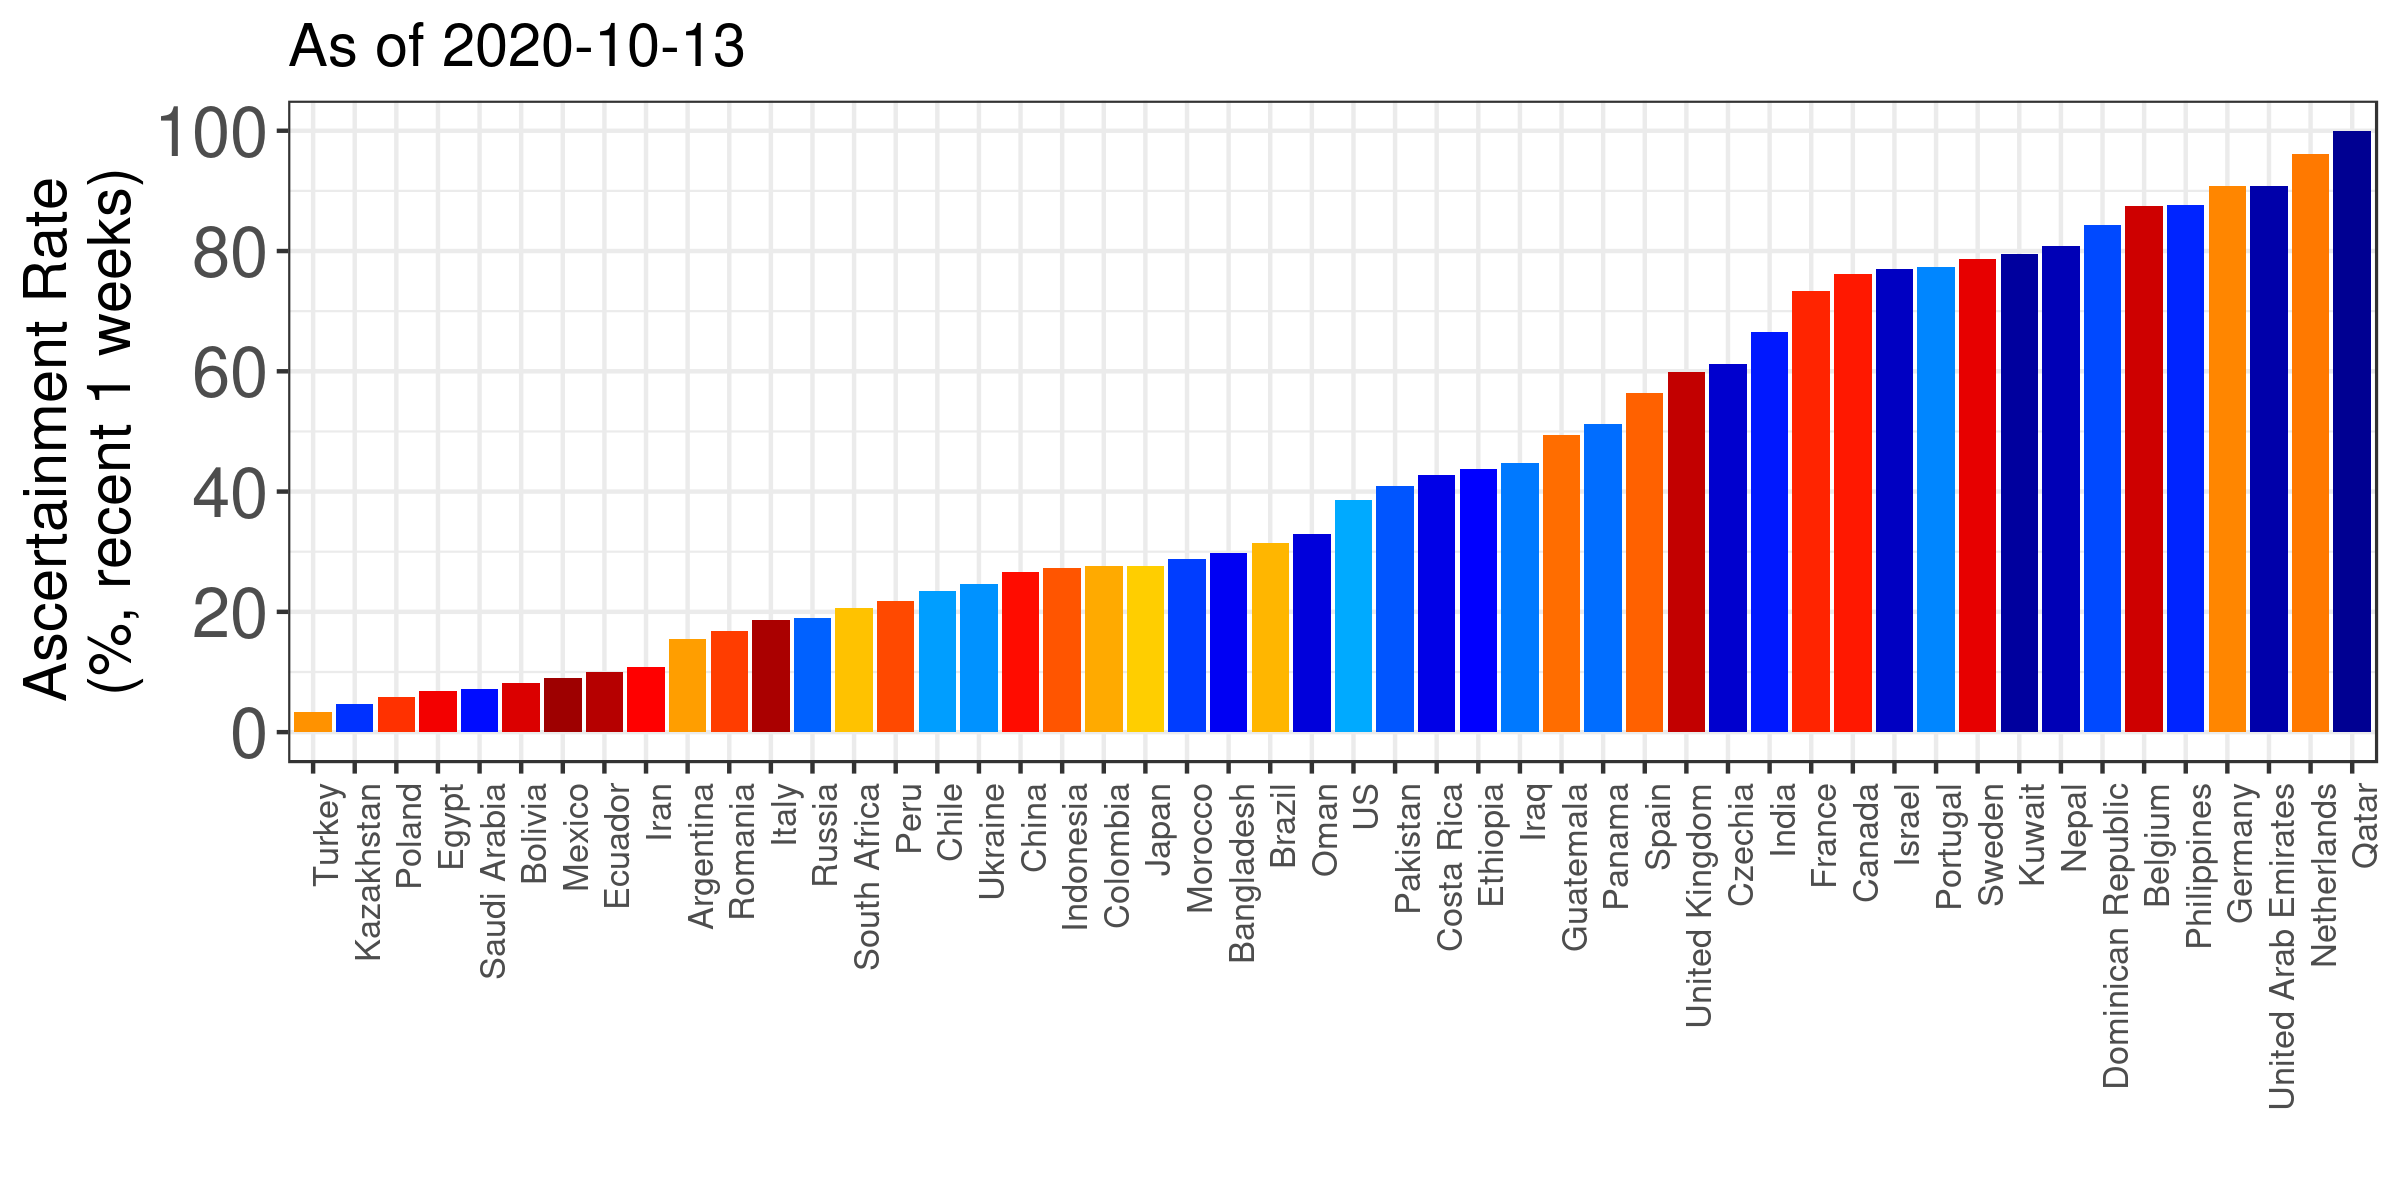 As of 2020-10-13
Ascertainment Rate
(%, recent 1 weeks)
100
80
60
40
20
0
Turkey
Kazakhstan
Poland
Egypt
Saudi Arabia
Bolivia
Mexico
Ecuador
Iran
Argentina
Romania
Italy
Russia
South Africa
Peru
Chile
Ukraine
China
Indonesia
Colombia
Japan
Morocco
Bangladesh
Brazil
Oman
US
Pakistan
Costa Rica
Ethiopia
Iraq
Guatemala
Panama
Spain
United Kingdom
Czechia
India
France
Canada
Israel
Portugal
Sweden
Kuwait
Nepal
Dominican Republic
Belgium
Philippines
Germany
United Arab Emirates
Netherlands
Qatar